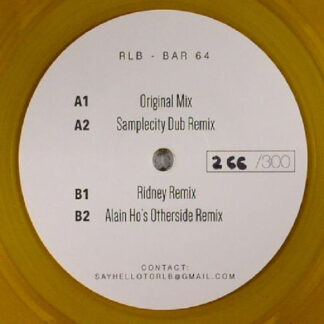 RLB - BAR 64
A1 Original Mix
A2 Samplecity Dub Remix
266 /300
B1 Ridney Remix
B2 Alain Ho's Otherside Remix
CONTACT:
SAYHELLOTORLB@GMAIL.COM